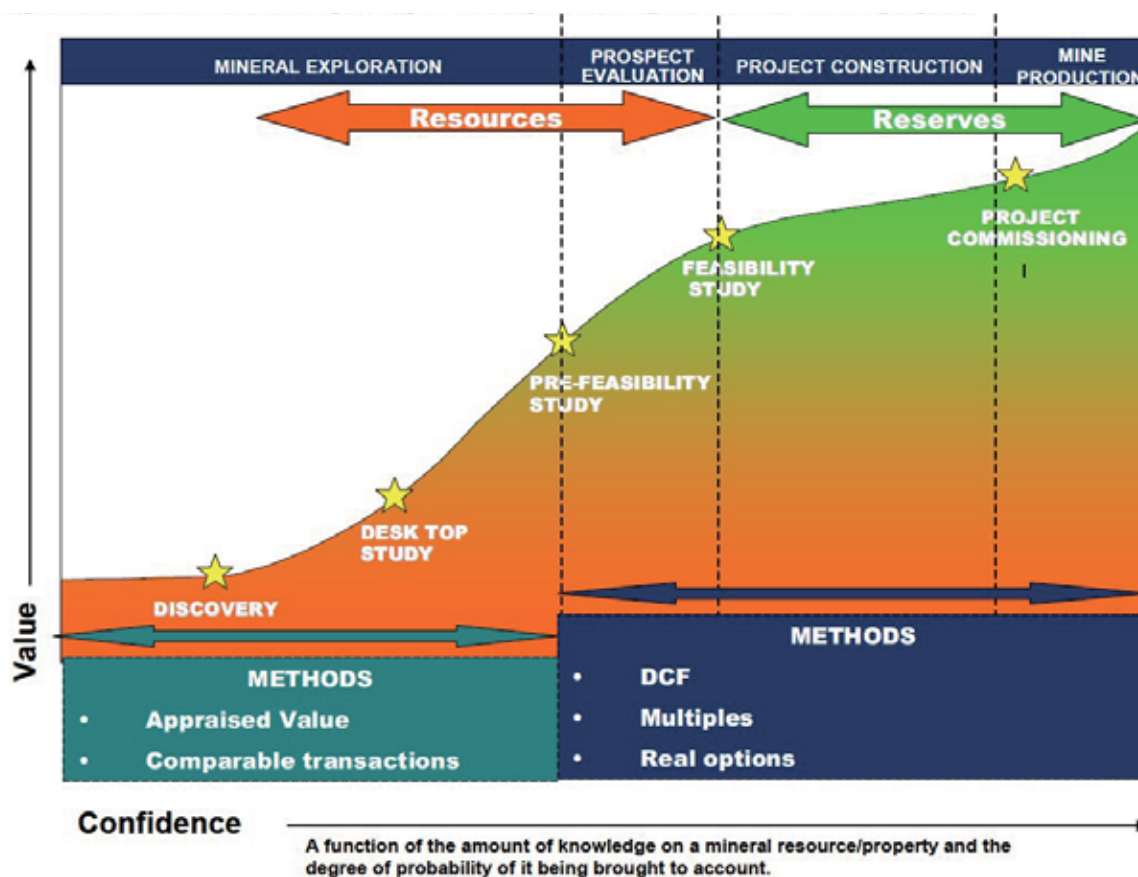 MINERAL EXPLORATION
PROSPECT
EVALUATION
PROJECT CONSTRUCTION
MINE
PRODUCTION
Resources
Reserves
PROJECT
COMMISSIONING
FEASIBILITY
STUDY
PRE-FEASIBILITY
STUDY
DESK TOP
STUDY
DISCOVERY
Value
METHODS
• Appraised Value
• Comparable transactions
METHODS
• DCF
• Multiples
• Real options
Confidence
A function of the amount of knowledge on a mineral resource/property and the
degree of probability of it being brought to account.